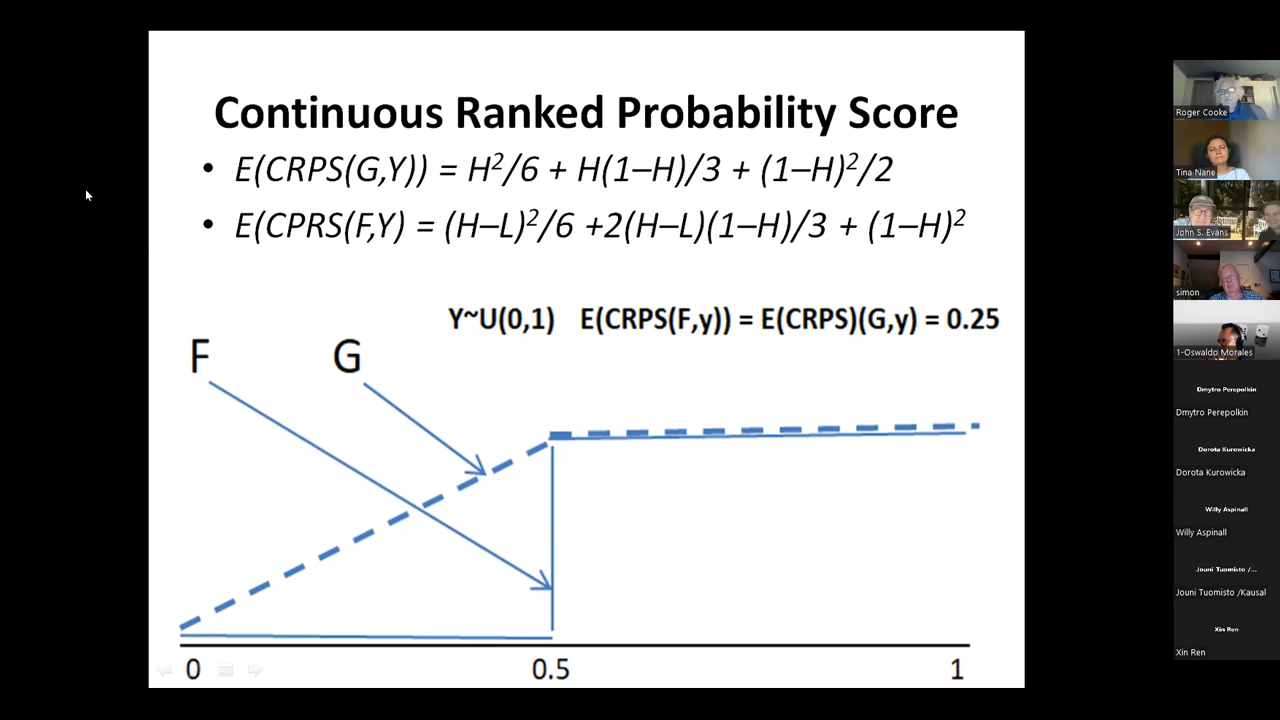 Continuous Ranked Probability Score
• E(CRPS(G,Y)) = H²/6 + H(1–H)/3 + (1–H)²/2
• E(CPRS(F,Y) = (H–L)²/6 +2(H–L)(1–H)/3 + (1–H)²
Y~U(0,1) E(CRPS(F,y)) = E(CRPS)(G,y) = 0.25
F G
0 0.5 1
Roger Cooke
Tina Nane
John S. Evans
simon
1-Oswaldo Morales
Dmytro Perepolkin
Dmytro Perepolkin
Dorota Kurowicka
Dorota Kurowicka
Willy Aspinall
Willy Aspinall
Jouni Tuomisto /...
Jouni Tuomisto /Kausal
Xin Ren
Xin Ren